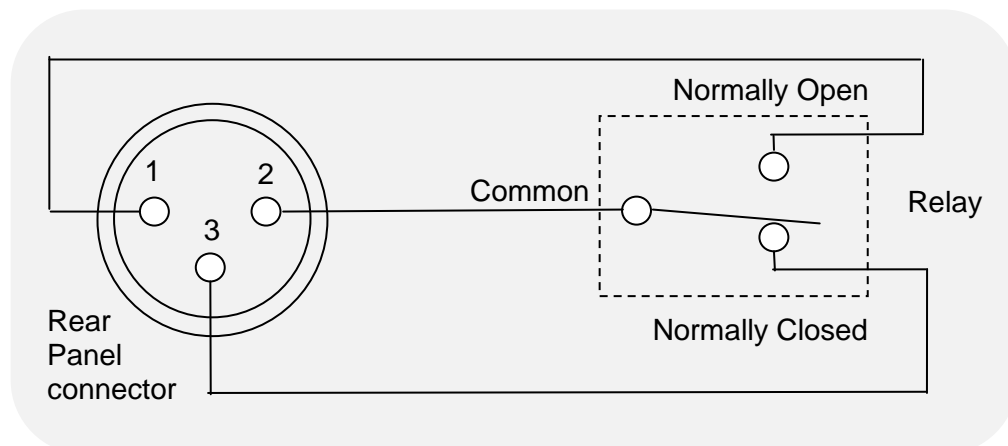 Normally Open
1
2
Common
Relay
3
Rear
Panel
connector
Normally Closed